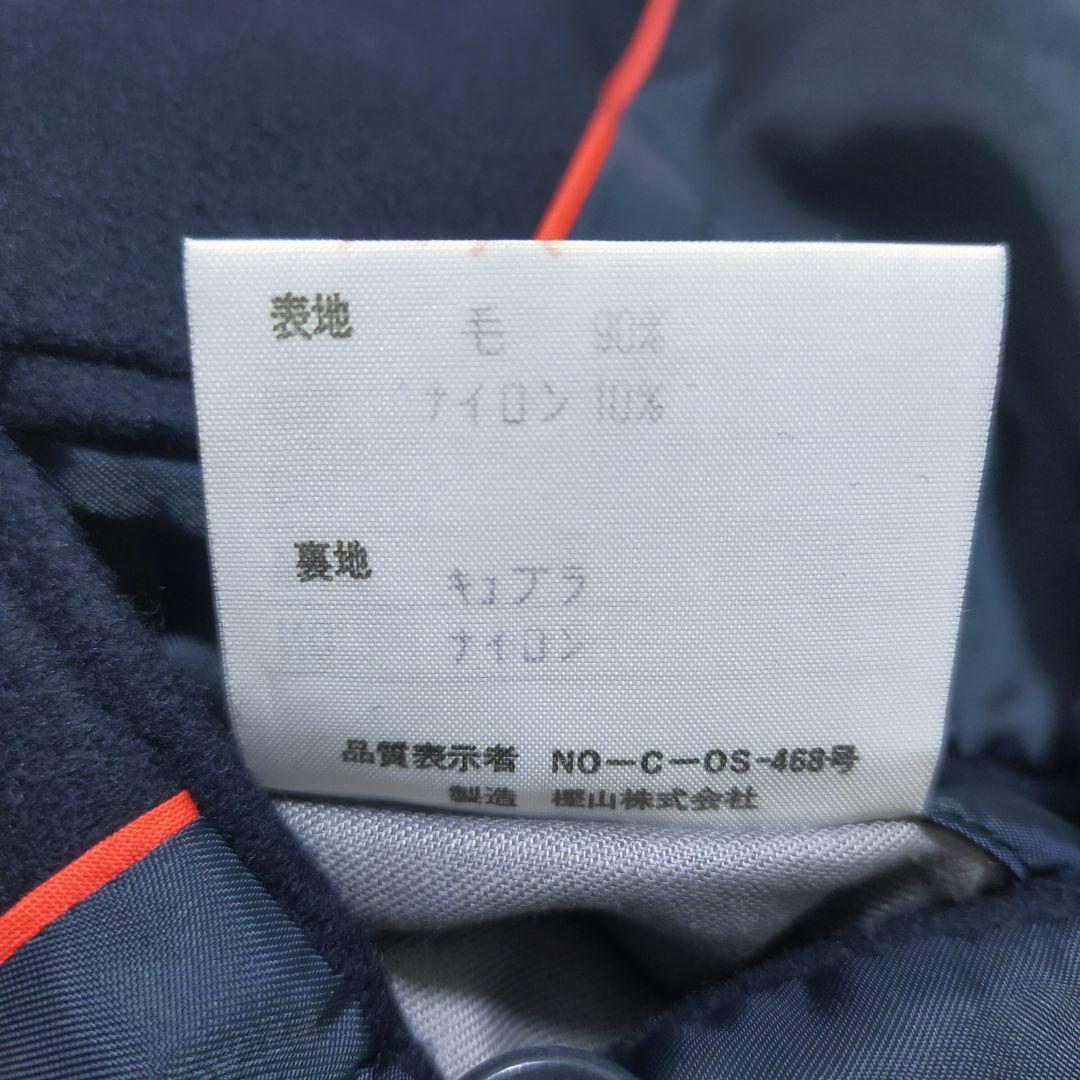 表地 毛 90%
ナイロン 10%
裏地 キュプラ
ナイロン
品質表示者 NO-C-OS-468号
製造 樫山株式会社